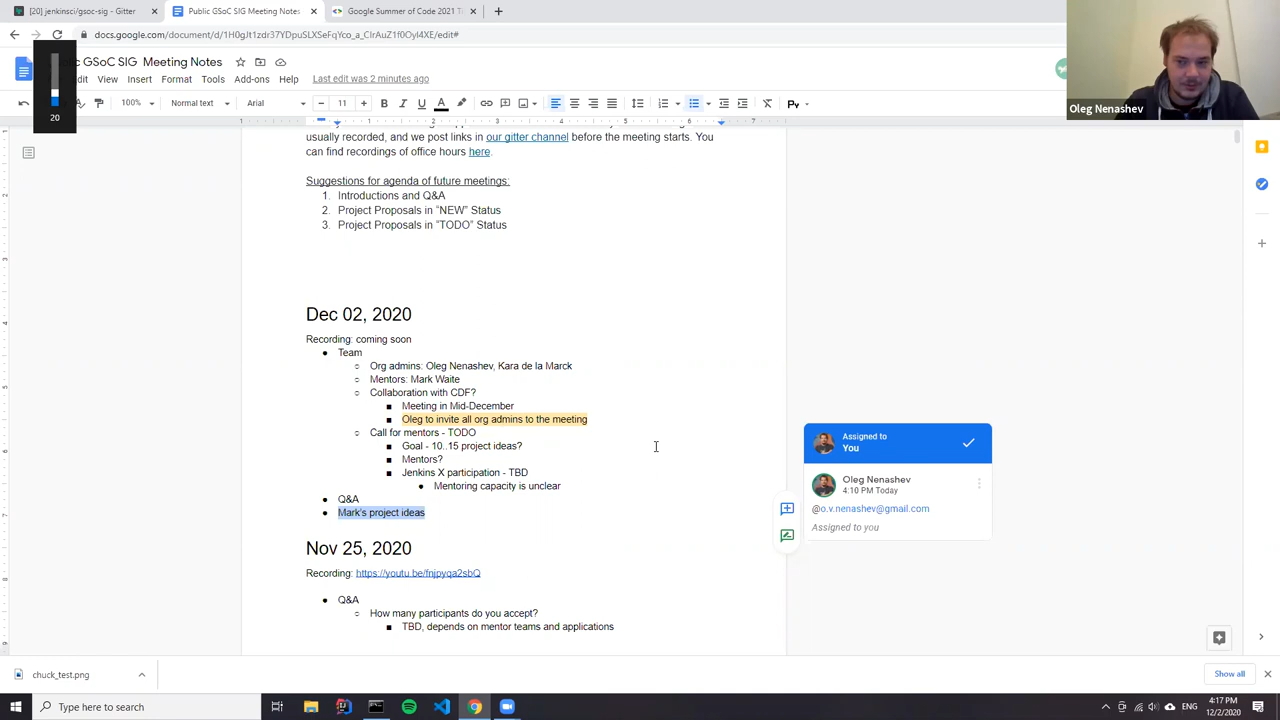 [20] jenkinsci/gsoc-sig - Gitter
Public GSoC SIG Meeting Notes
Google Summer of Code 2021 Ti
docs.google.com/document/d/1H0gJt1zdr37YDpuSLXSeFqYco_a_ClrAuZ1f0OyI4XE/edit#
ic GSoC SIG Meeting Notes
dit View Insert Format Tools Add-ons Help Last edit was 2 minutes ago
100% Normal text Arial 11
20
usually recorded, and we post links in our gitter channel before the meeting starts. You
can find recordings of office hours here.
Suggestions for agenda of future meetings:
1. Introductions and Q&A
2. Project Proposals in "NEW" Status
3. Project Proposals in "TODO" Status
Dec 02, 2020
Recording: coming soon
Team
Org admins: Oleg Nenashev, Kara de la Marck
Mentors: Mark Waite
Collaboration with CDF?
Meeting in Mid-December
Oleg to invite all org admins to the meeting
Call for mentors - TODO
Goal - 10..15 project ideas?
Mentors?
Jenkins X participation - TBD
Mentoring capacity is unclear
Q&A
Mark's project ideas
Nov 25, 2020
Recording: https://youtu.be/fnjpyqa2sbQ
Q&A
How many participants do you accept?
TBD, depends on mentor teams and applications
Assigned to
You
Oleg Nenashev
4:10 PM Today
@o.v.nenashev@gmail.com
Assigned to you
Oleg Nenashev
chuck_test.png
Show all
Type here to search
ENG
4:17 PM
12/2/2020